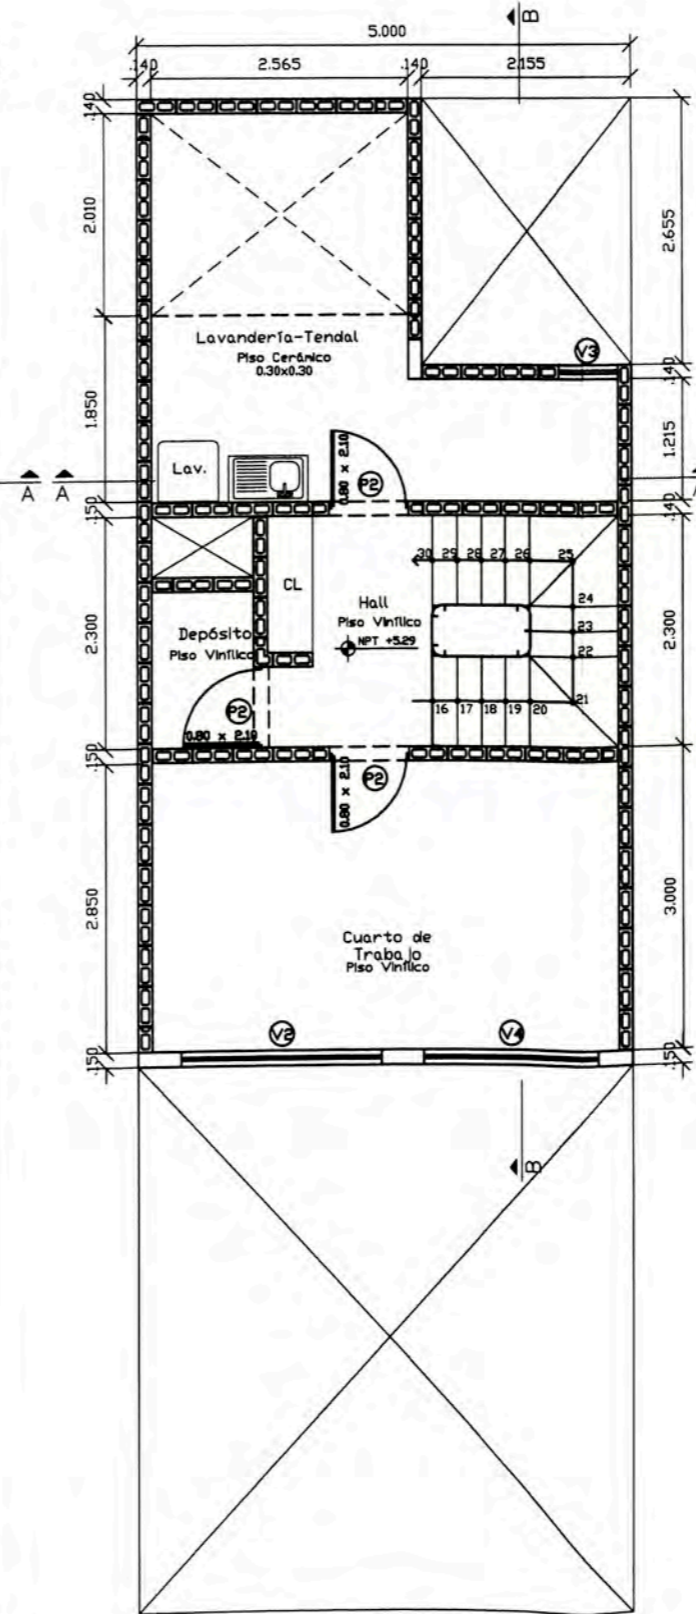 B
5.000
.140
2.565
.140
2.155
.140
2.010
2.655
Lavandería-Tendal
Piso Cerámico
0.30x0.30
V3
.140
1.850
1.215
Lav.
0.80 x 2.10
P2
A A
.150
.140
30 29 28 27 26 25
CL
24
Hall
Piso Vinílico
23
NPT +5.29
22
Depósito
Piso Vinílico
2.300
2.300
P2
0.80 x 2.10
16 17 18 19 20 21
.150
0.80 x 2.10
P2
2.850
3.000
Cuarto de
Trabajo
Piso Vinílico
V2
V4
.150
.150
B